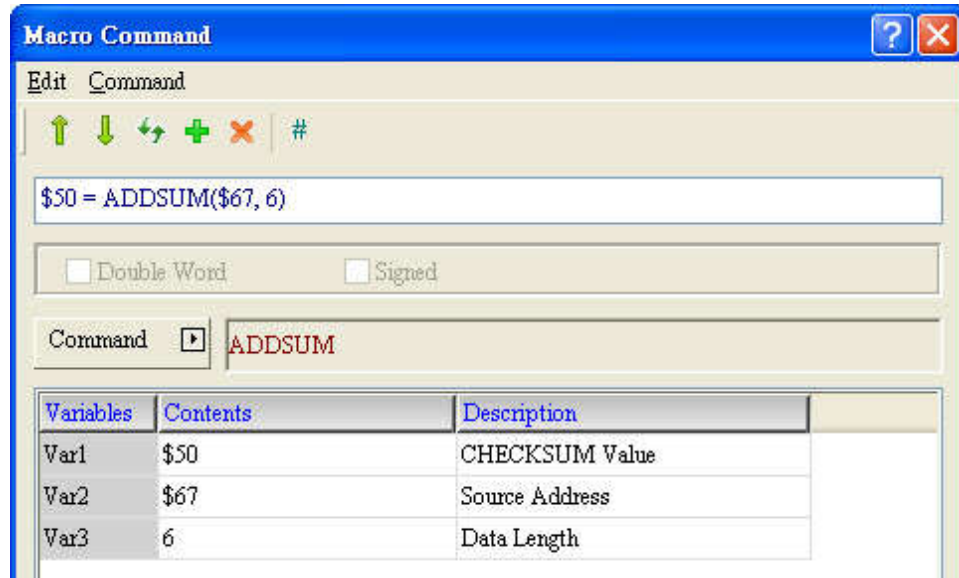 Macro Command
Edit Command
#
$50 = ADDSUM($67, 6)
Double Word Signed
Command ADDSUM
Variables Contents Description
Var1 $50 CHECKSUM Value
Var2 $67 Source Address
Var3 6 Data Length